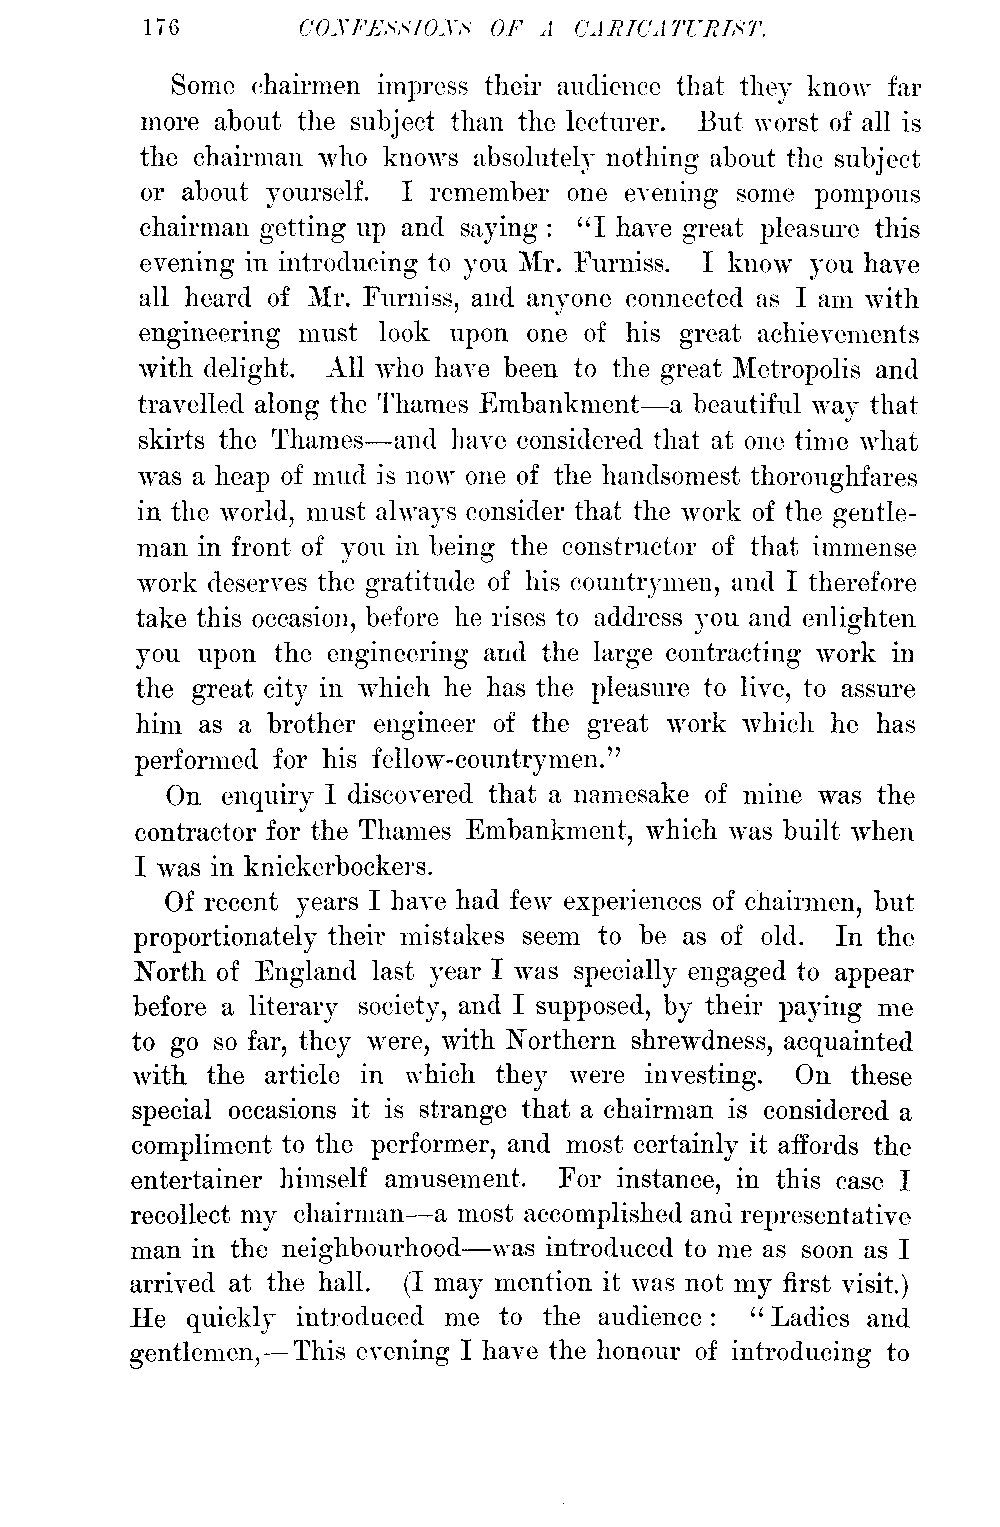 176 CONFESSIONS OF A CARICATURIST.
Some chairmen impress their audience that they know far
more about the subject than the lecturer. But worst of all is
the chairman who knows absolutely nothing about the subject
or about yourself. I remember one evening some pompous
chairman getting up and saying : "I have great pleasure this
evening in introducing to you Mr. Furniss. I know you have
all heard of Mr. Furniss, and anyone connected as I am with
engineering must look upon one of his great achievements
with delight. All who have been to the great Metropolis and
travelled along the Thames Embankment—a beautiful way that
skirts the Thames—and have considered that at one time what
was a heap of mud is now one of the handsomest thoroughfares
in the world, must always consider that the work of the gentle-
man in front of you in being the constructor of that immense
work deserves the gratitude of his countrymen, and I therefore
take this occasion, before he rises to address you and enlighten
you upon the engineering and the large contracting work in
the great city in which he has the pleasure to live, to assure
him as a brother engineer of the great work which he has
performed for his fellow-countrymen."
On enquiry I discovered that a namesake of mine was the
contractor for the Thames Embankment, which was built when
I was in knickerbockers.
Of recent years I have had few experiences of chairmen, but
proportionately their mistakes seem to be as of old. In the
North of England last year I was specially engaged to appear
before a literary society, and I supposed, by their paying me
to go so far, they were, with Northern shrewdness, acquainted
with the article in which they were investing. On these
special occasions it is strange that a chairman is considered a
compliment to the performer, and most certainly it affords the
entertainer himself amusement. For instance, in this case I
recollect my chairman—a most accomplished and representative
man in the neighbourhood—was introduced to me as soon as I
arrived at the hall. (I may mention it was not my first visit.)
He quickly introduced me to the audience : "Ladies and
gentlemen,—This evening I have the honour of introducing to